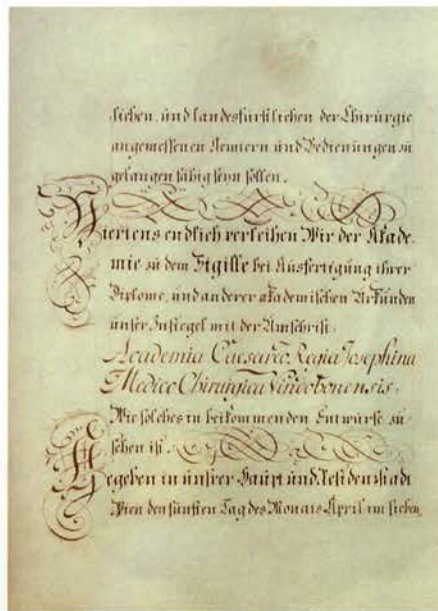 lichen, und landesfürstlichen der Chirurgie
angemessenen Aemtern und Bedienungen zu
gelangen fähig seyn sollen.
Viertens endlich verleihen Wir der Akade-
mie zu dem Sigille bei Ausfertigung ihrer
Diplome, und anderer akademischen Urkunden
unser Insiegel mit der Umschrift.
Academia Caesareo Regia Josephina
Medico Chirurgica Vindobonensis.
Wie solches in beikommenden Entwurfe zu
sehen ist.
Gegeben in unsrer Haupt und Residenzstadt
Wien den fünften Tag des Monats April im sieben